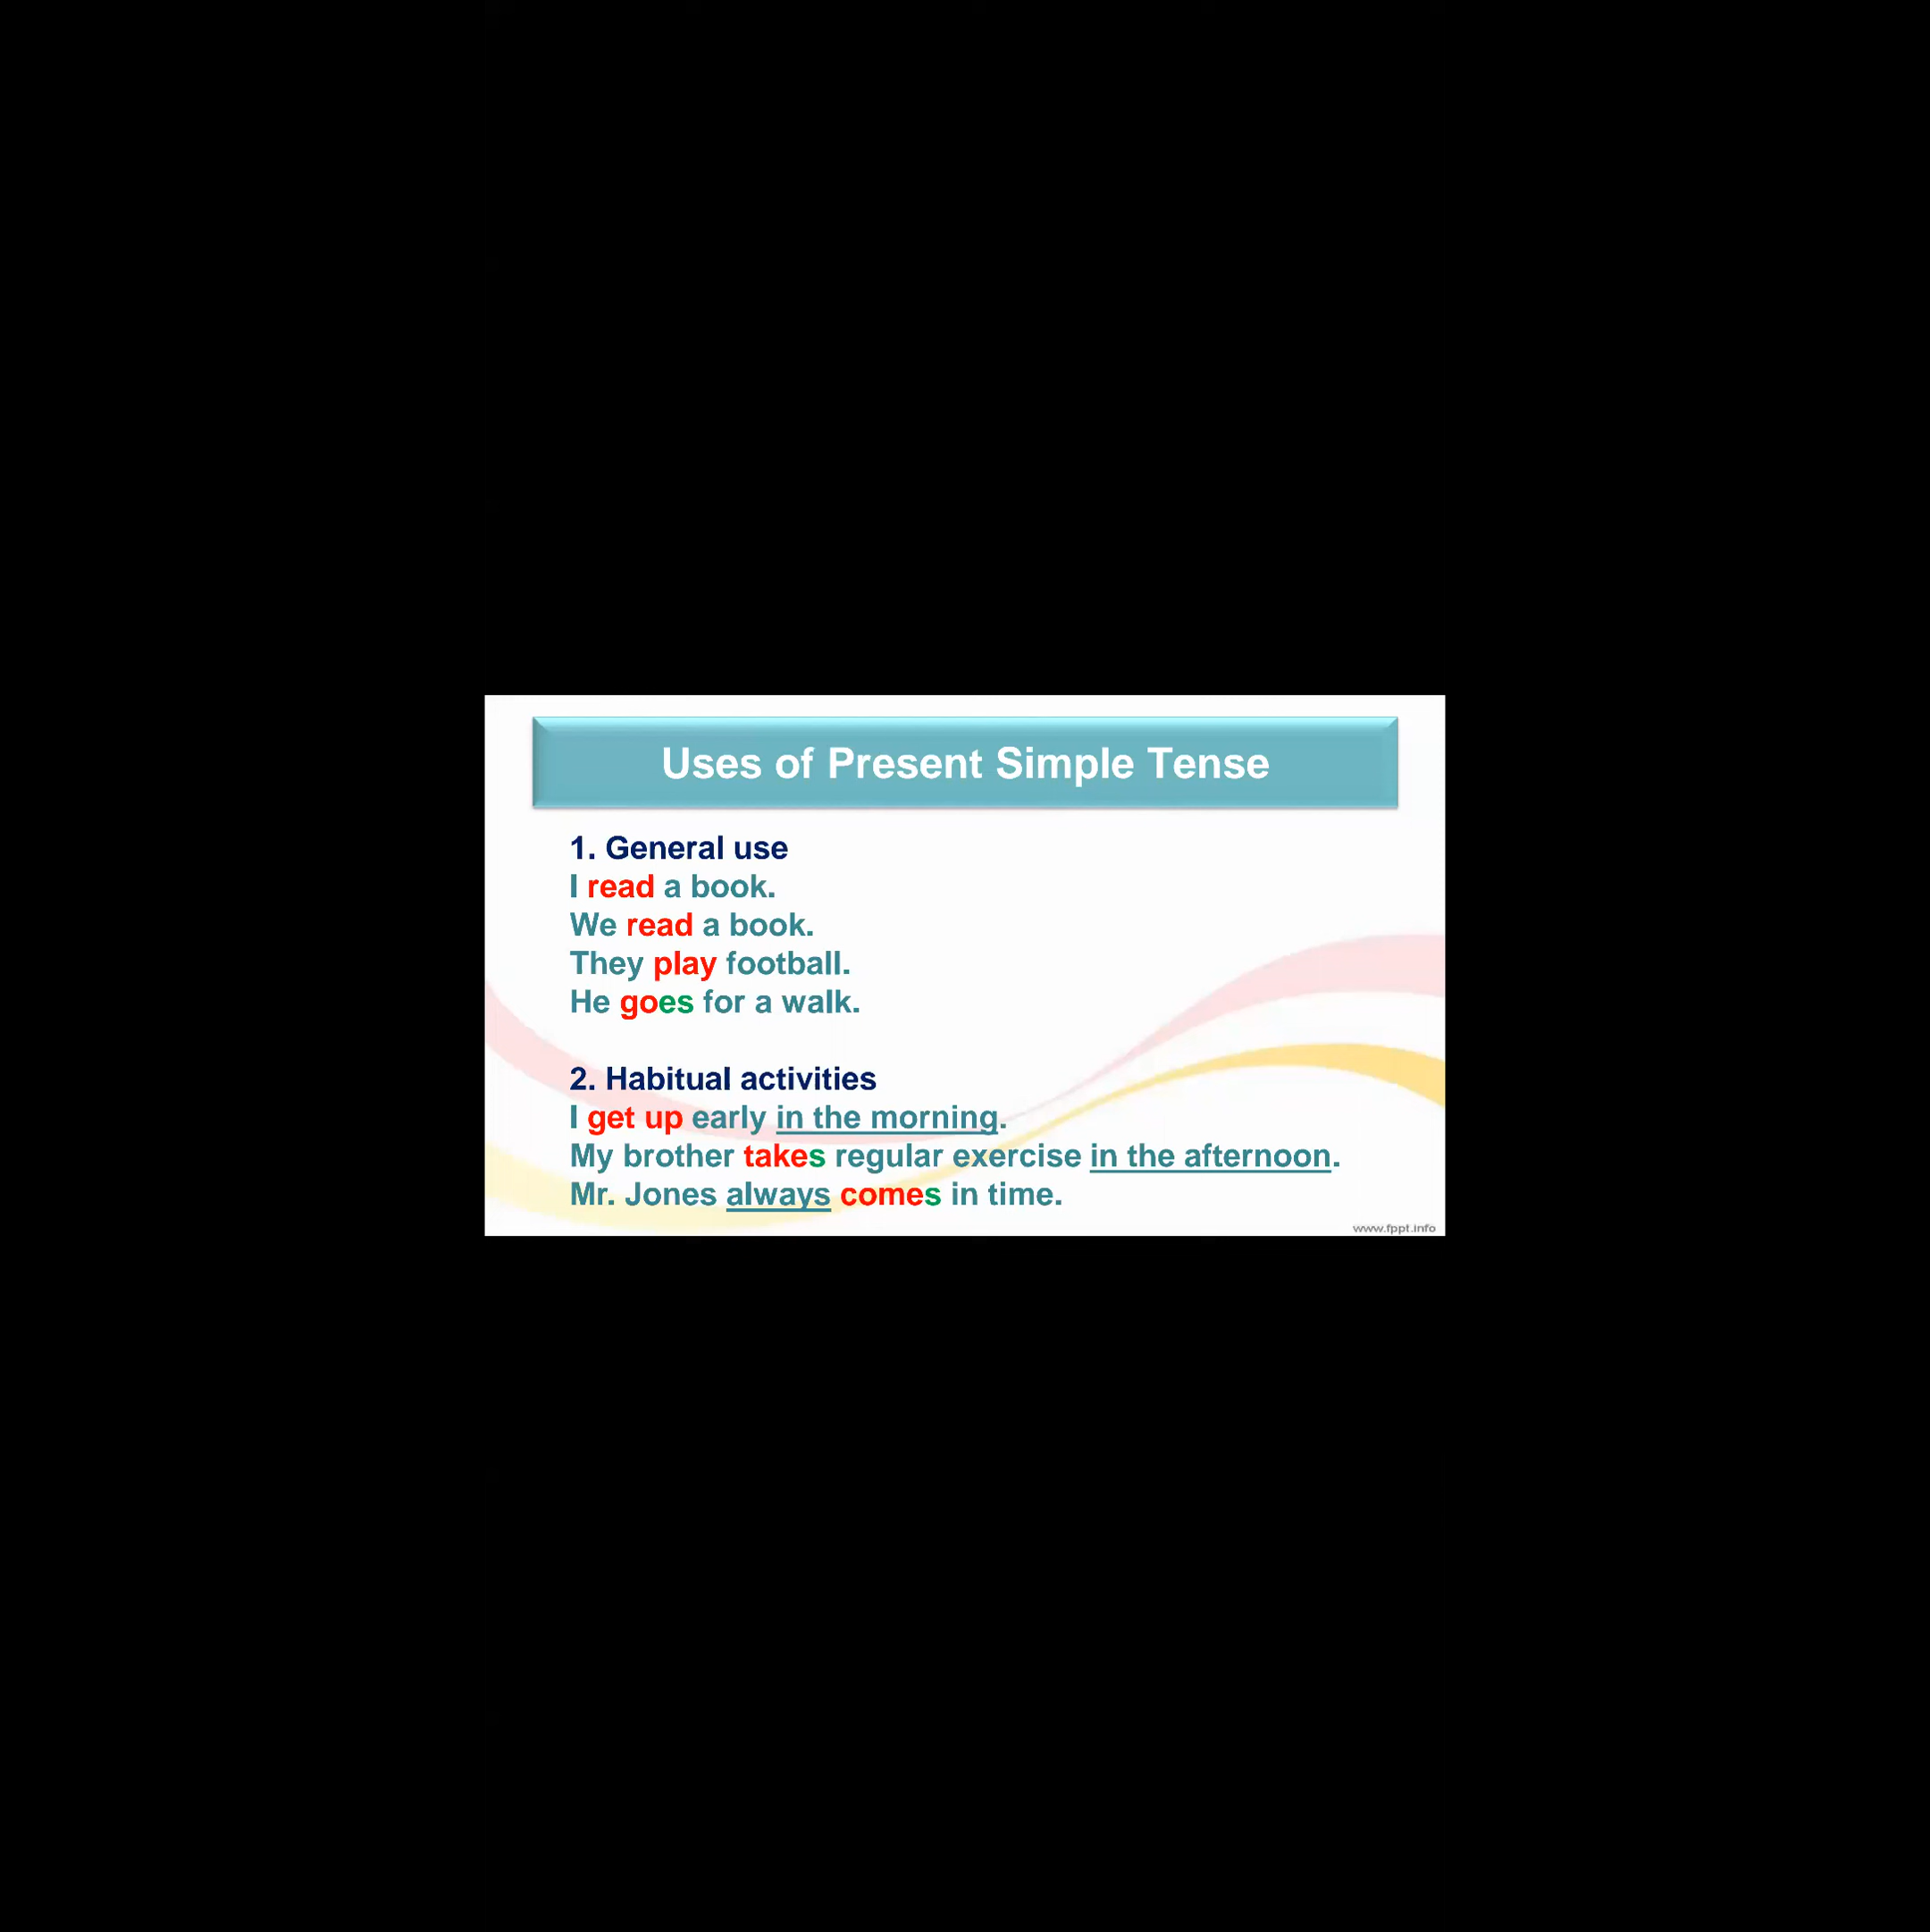 Uses of Present Simple Tense
1. General use
I read a book.
We read a book.
They play football.
He goes for a walk.
2. Habitual activities
I get up early in the morning.
My brother takes regular exercise in the afternoon.
Mr. Jones always comes in time.
www.fppt.info